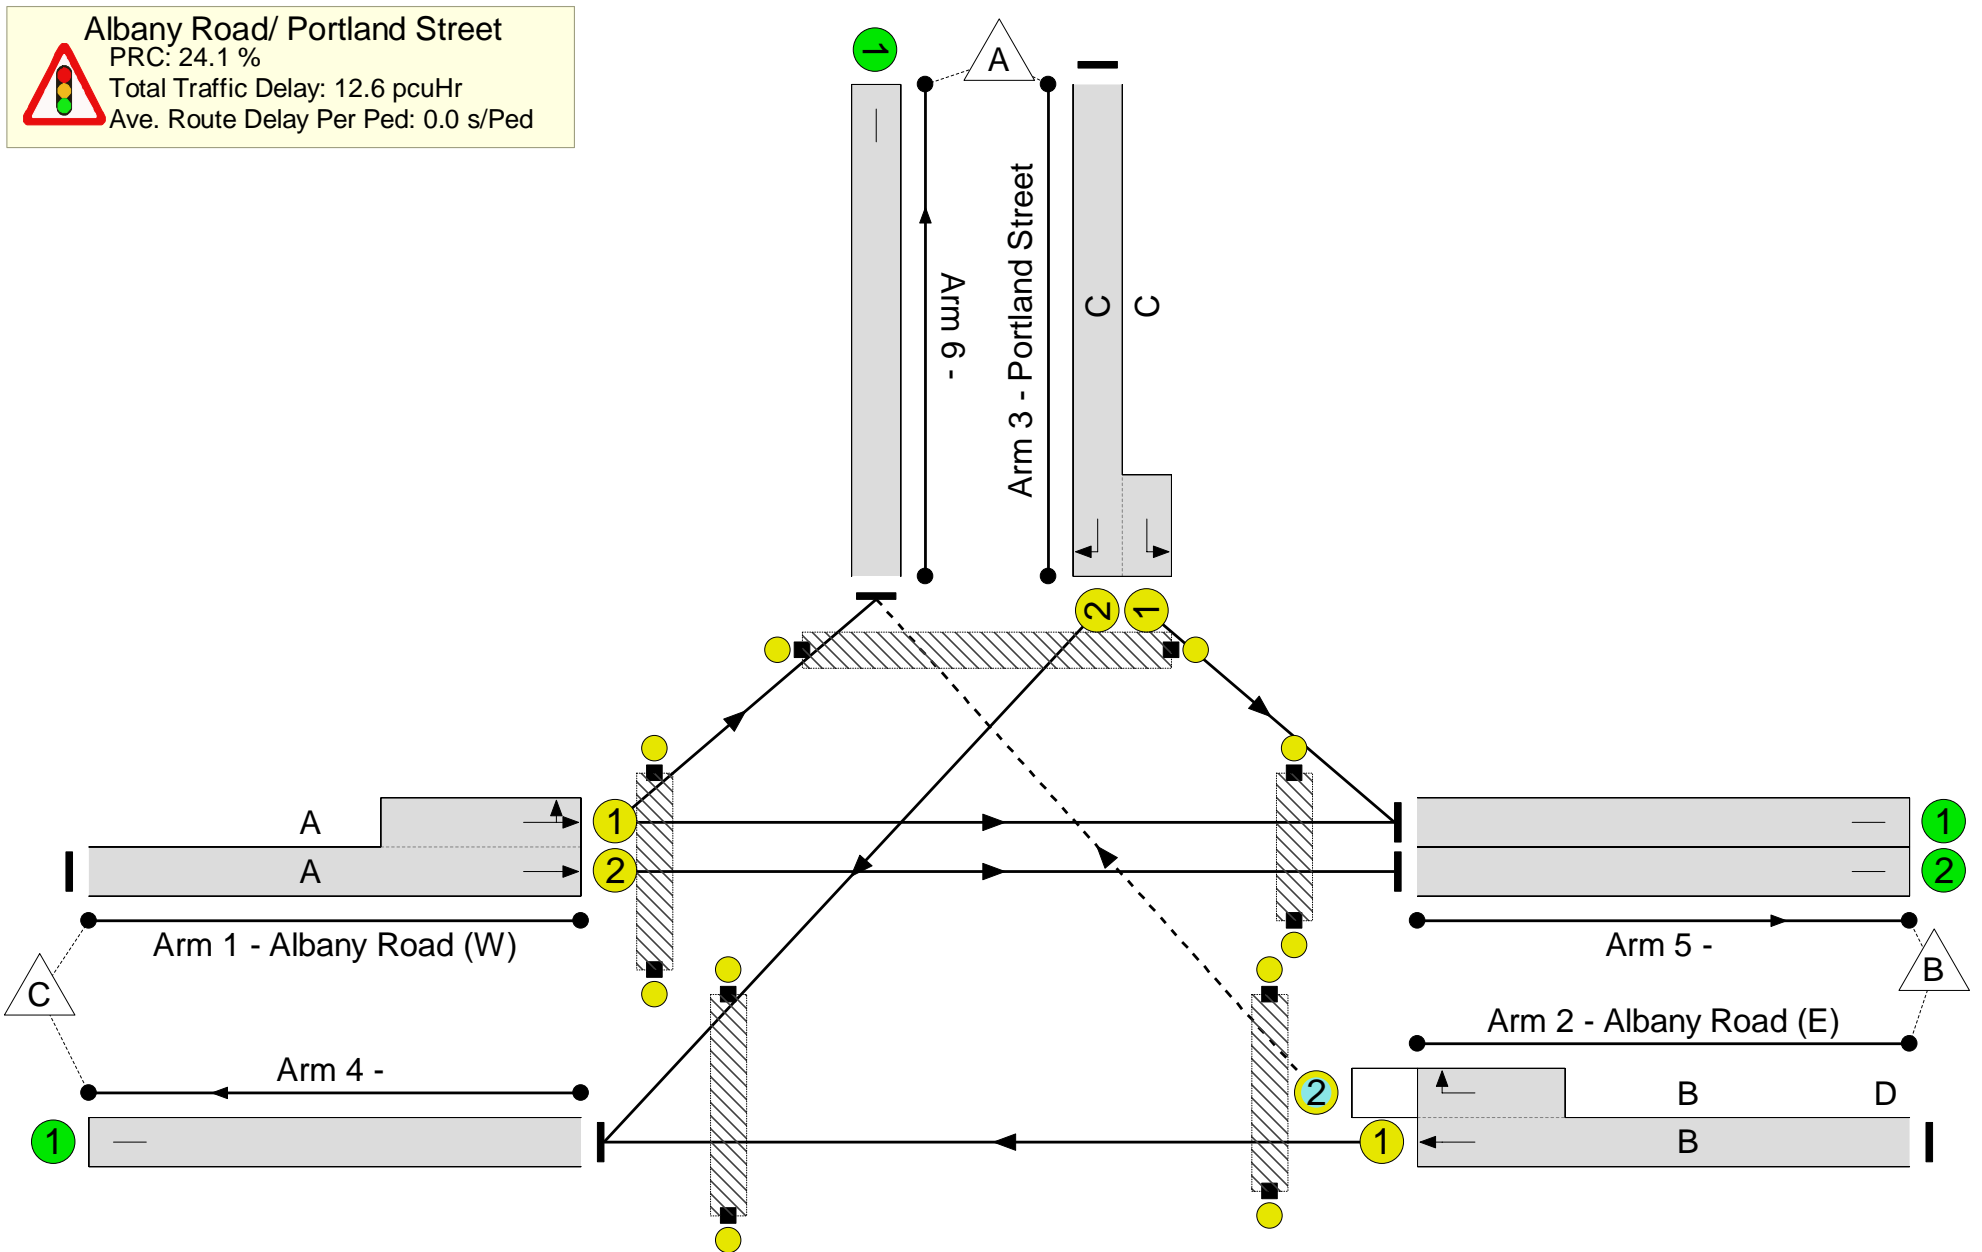 Albany Road/ Portland Street
PRC: 24.1 %
Total Traffic Delay: 12.6 pcuHr
Ave. Route Delay Per Ped: 0.0 s/Ped
1
A
Arm 6 -
Arm 3 - Portland Street
C
C
2
1
A
1
1
A
2
2
Arm 1 - Albany Road (W)
Arm 5 -
C
B
Arm 2 - Albany Road (E)
Arm 4 -
2
B
D
1
1
B